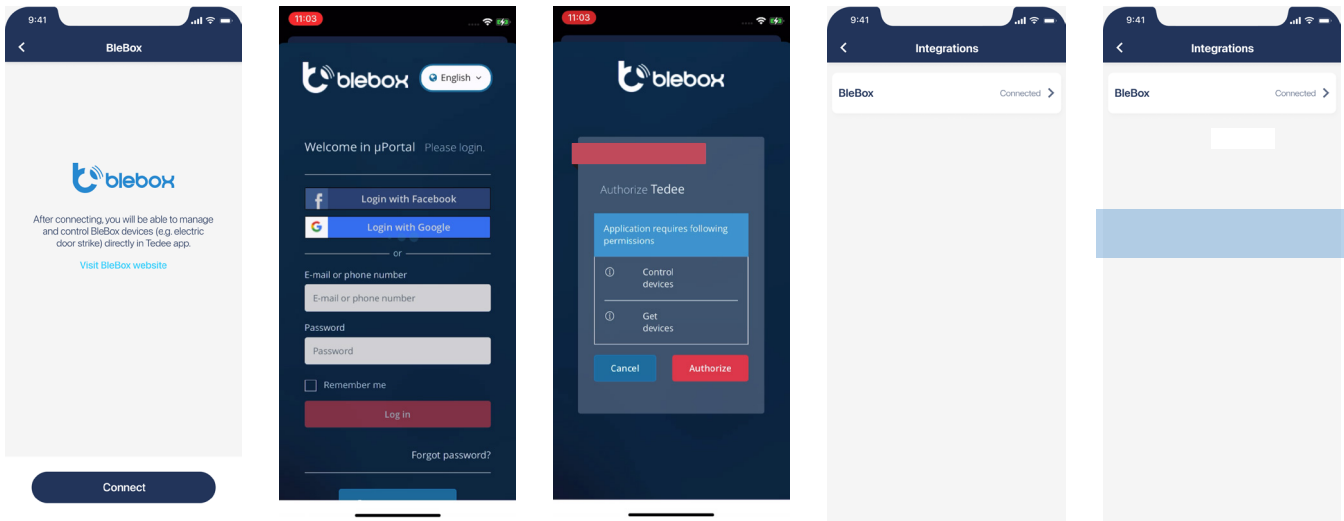 9:41
BleBox
blebox
After connecting, you will be able to manage
and control BleBox devices (e.g. electric
door strike) directly in Tedee app.
Visit BleBox website
Connect
11:03
blebox
English
Welcome in µPortal Please login.
Login with Facebook
Login with Google
or
E-mail or phone number
E-mail or phone number
Password
Password
Remember me
Log in
Forgot password?
11:03
blebox
Authorize Tedee
Application requires following
permissions
Control
devices
Get
devices
Cancel
Authorize
9:41
Integrations
BleBox Connected
9:41
Integrations
BleBox Connected